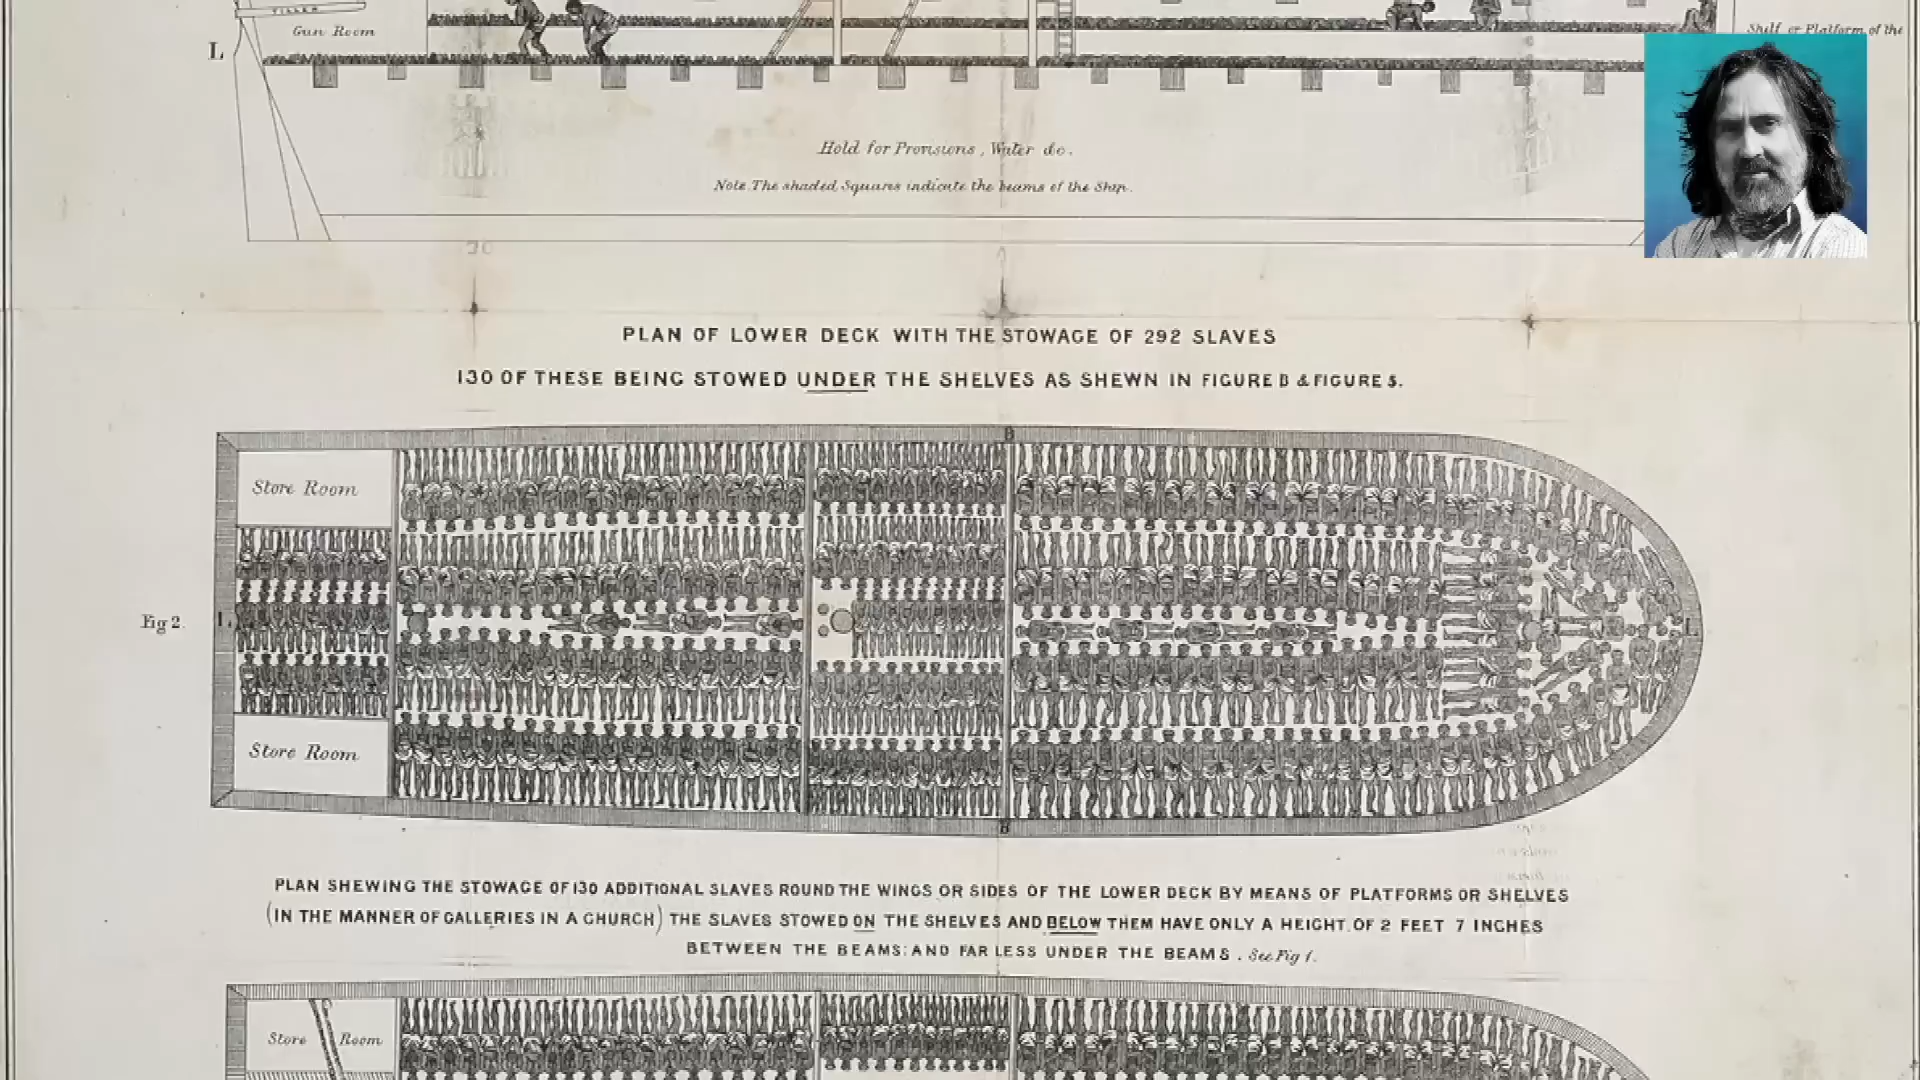 TILLER
Gun Room
L
Shelf or Platform of the
Hold for Provisions, Water &c.
Note The shaded Squares indicate the beams of the Ship.
PLAN OF LOWER DECK WITH THE STOWAGE OF 292 SLAVES
130 OF THESE BEING STOWED UNDER THE SHELVES AS SHEWN IN FIGURE B & FIGURE 5.
B
Store Room
Fig 2.
L
L
Store Room
B
PLAN SHEWING THE STOWAGE OF 130 ADDITIONAL SLAVES ROUND THE WINGS OR SIDES OF THE LOWER DECK BY MEANS OF PLATFORMS OR SHELVES
(IN THE MANNER OF GALLERIES IN A CHURCH) THE SLAVES STOWED ON THE SHELVES AND BELOW THEM HAVE ONLY A HEIGHT OF 2 FEET 7 INCHES
BETWEEN THE BEAMS: AND FAR LESS UNDER THE BEAMS. See Fig 1.
Store Room